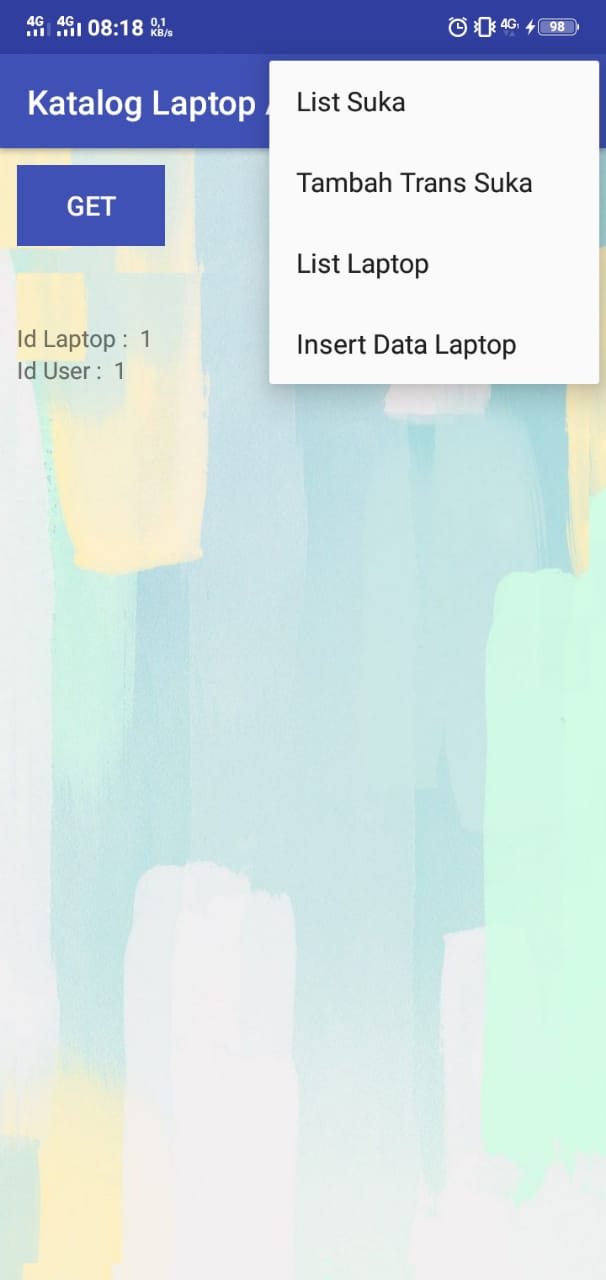 4G 4G 08:18 0,1 KB/s 4G 98
Katalog Laptop
List Suka
Tambah Trans Suka
List Laptop
Insert Data Laptop
GET
Id Laptop : 1
Id User : 1